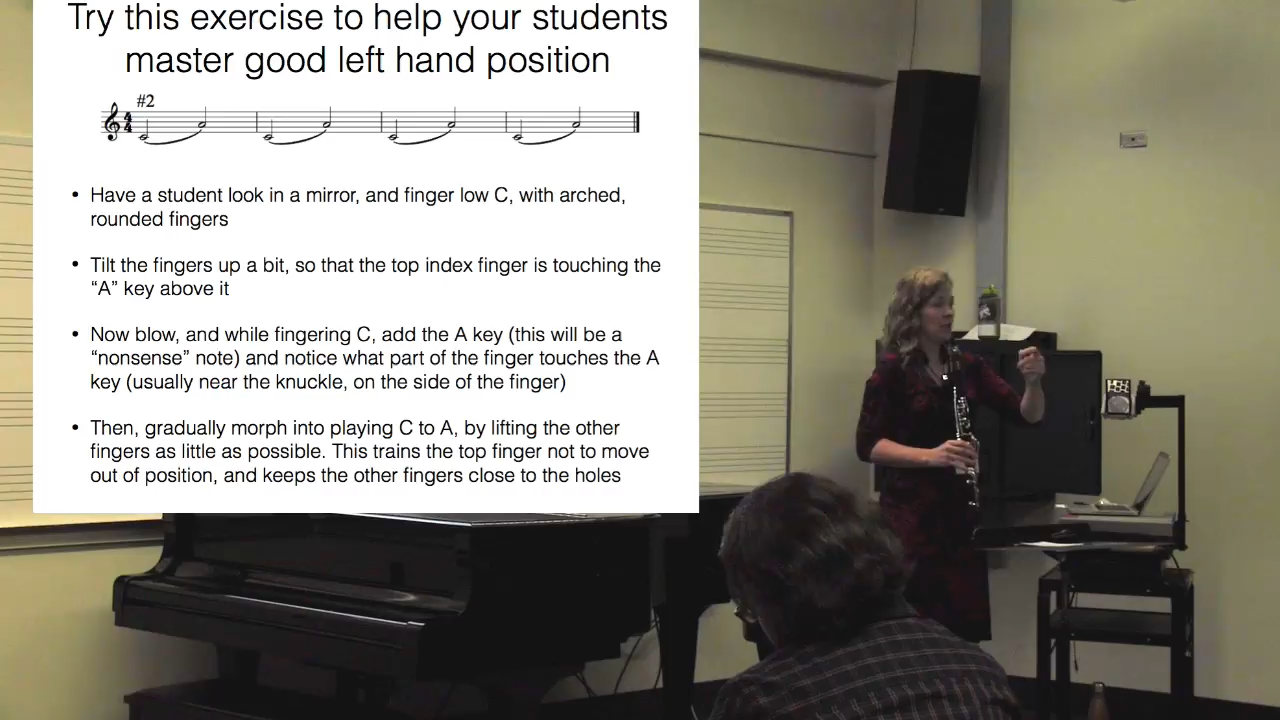 Try this exercise to help your students
master good left hand position
#2
• Have a student look in a mirror, and finger low C, with arched,
rounded fingers
• Tilt the fingers up a bit, so that the top index finger is touching the
“A” key above it
• Now blow, and while fingering C, add the A key (this will be a
“nonsense” note) and notice what part of the finger touches the A
key (usually near the knuckle, on the side of the finger)
• Then, gradually morph into playing C to A, by lifting the other
fingers as little as possible. This trains the top finger not to move
out of position, and keeps the other fingers close to the holes